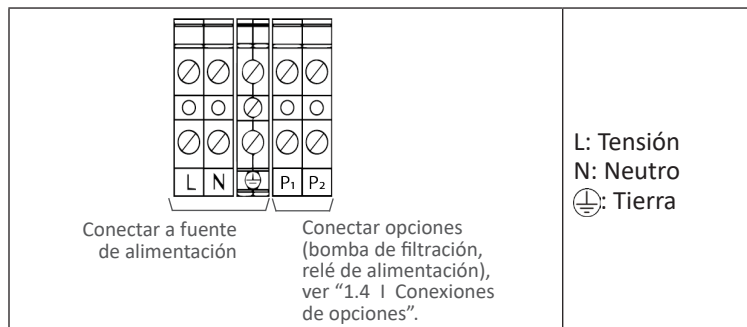 L N ⏚ P₁ P₂
Conectar a fuente
de alimentación
Conectar opciones
(bomba de filtración,
relé de alimentación),
ver “1.4 I Conexiones
de opciones”.
L: Tensión
N: Neutro
⏚: Tierra